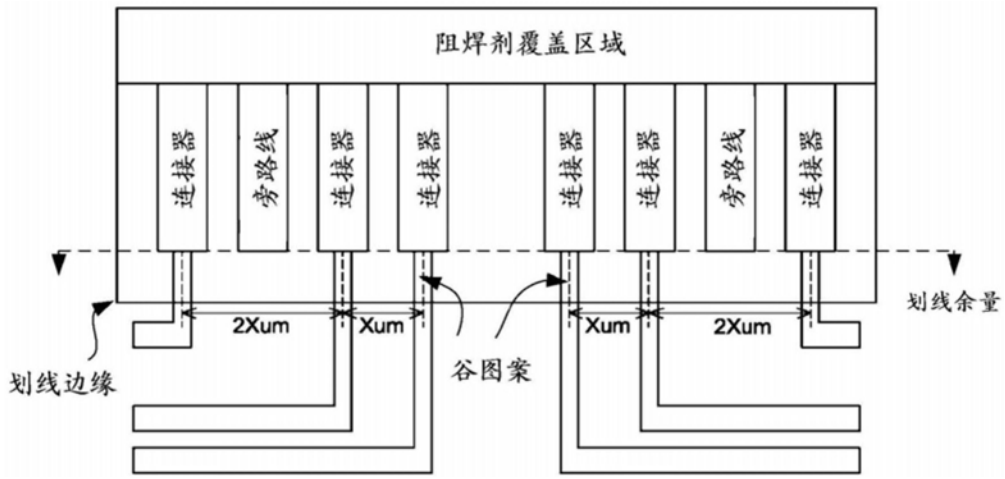 阻焊剂覆盖区域
连接器
旁路线
连接器
连接器
连接器
连接器
旁路线
连接器
划线余量
2Xum
Xum
Xum
2Xum
谷图案
划线边缘